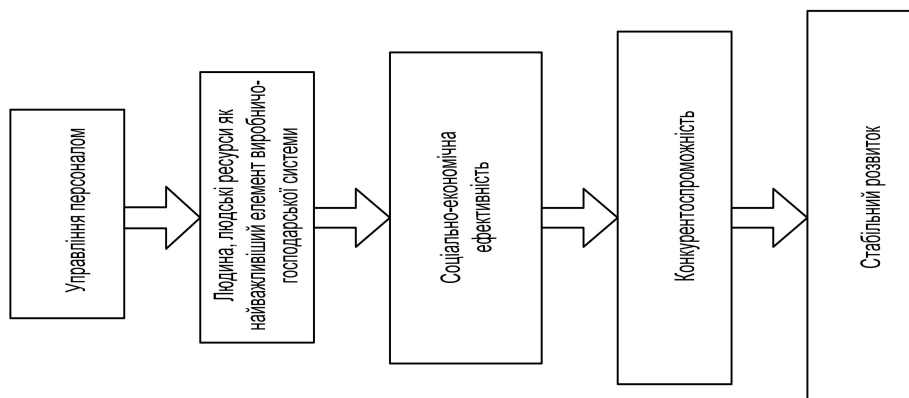 Управління персоналом
Людина, людські ресурси як
найважливіший елемент виробничо-
господарської системи
Соціально-економічна
ефективність
Конкурентоспроможність
Стабільний розвиток